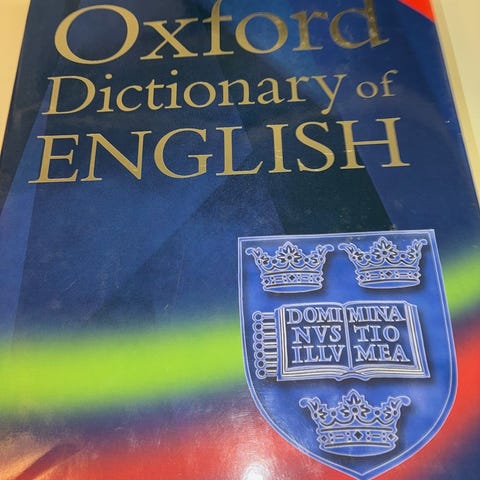 Oxford
Dictionary of
ENGLISH
DOMI MINA
NVS TIO
ILLV MEA